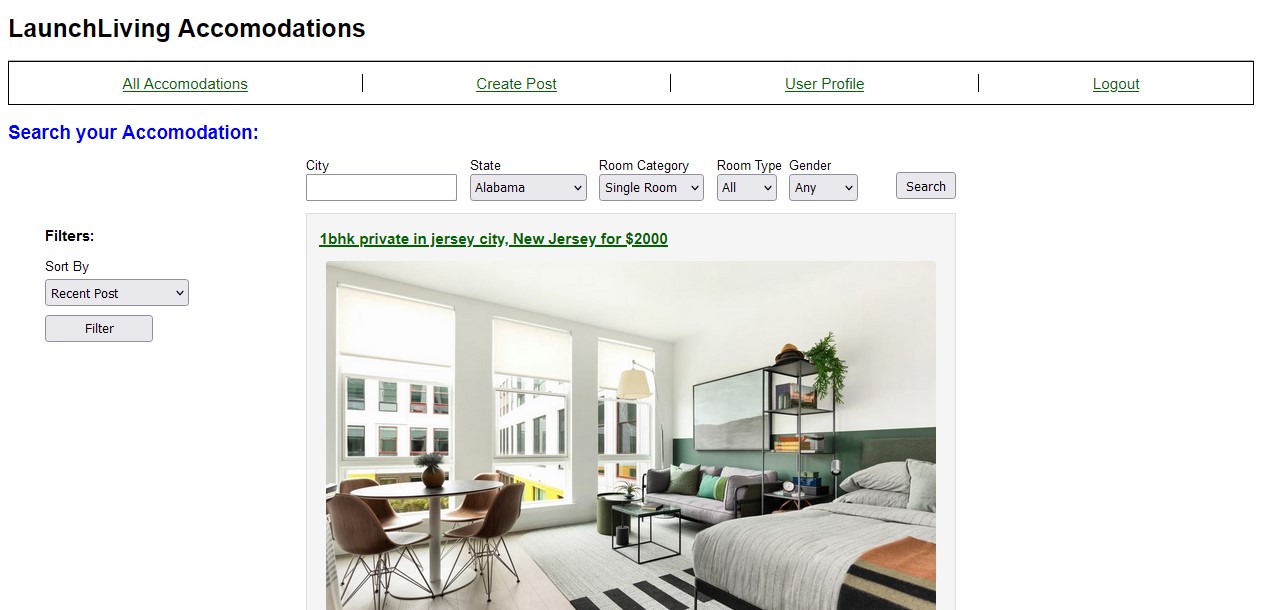 LaunchLiving Accomodations
All Accomodations Create Post User Profile Logout
Search your Accomodation:
City State Room Category Room Type Gender
Alabama Single Room All Any Search
Filters:
Sort By
Recent Post
Filter
1bhk private in jersey city, New Jersey for $2000